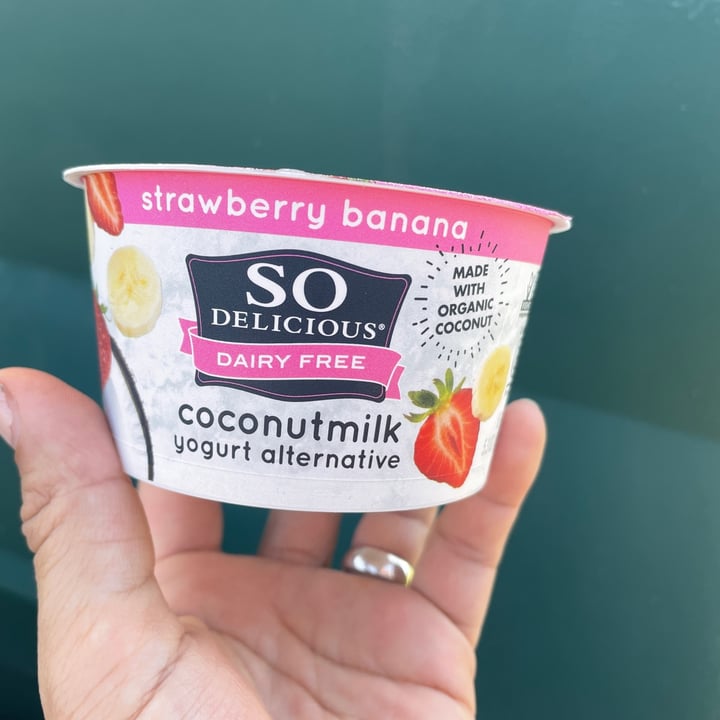 strawberry banana
SO
DELICIOUS®
DAIRY FREE
coconutmilk
yogurt alternative
MADE
WITH
ORGANIC
COCONUT